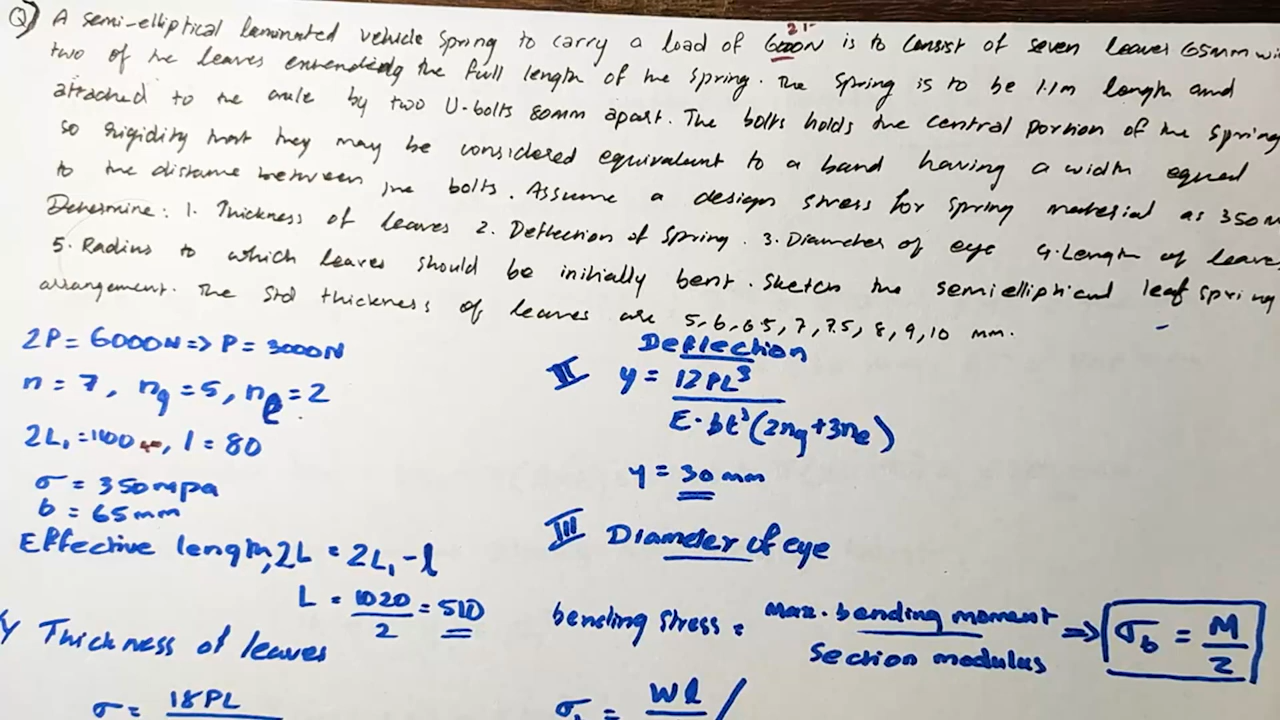 Q) A semi-elliptical laminated vehicle spring to carry a load of 6000N is to consist of seven leaves 65mm wi
two of the leaves extending the full length of the spring. The spring is to be 1.1m length and
attached to the axle by two U-bolts 80mm apart. The bolts holds the central portion of the spring
so rigidity that they may be considered equivalent to a band having a width equal
to the distance between the bolts. Assume a design stress for spring material as 350N
Determine: 1. Thickness of leaves 2. Deflection of spring. 3. Diameter of eye 4. Length of leaves
5. Radius to which leaves should be initially bent. Sketch the semi elliptical leaf spring
arrangement. The std thickness of leaves are 5, 6, 6.5, 7, 7.5, 8, 9, 10 mm.
2P = 6000N => P = 3000N
n = 7, ng = 5, ne = 2
2L1 = 1100, l = 80
σ = 350mpa
b = 65mm
Effective length, 2L = 2L1 - l
L = 1020/2 = 510
Thickness of leaves
σ = 18PL
Deflection
II y = 12PL³
E·bt³(2ng+3ne)
y = 30mm
III Diameter of eye
bending stress = Max. bending moment / Section modulus => σb = M/Z
Wl